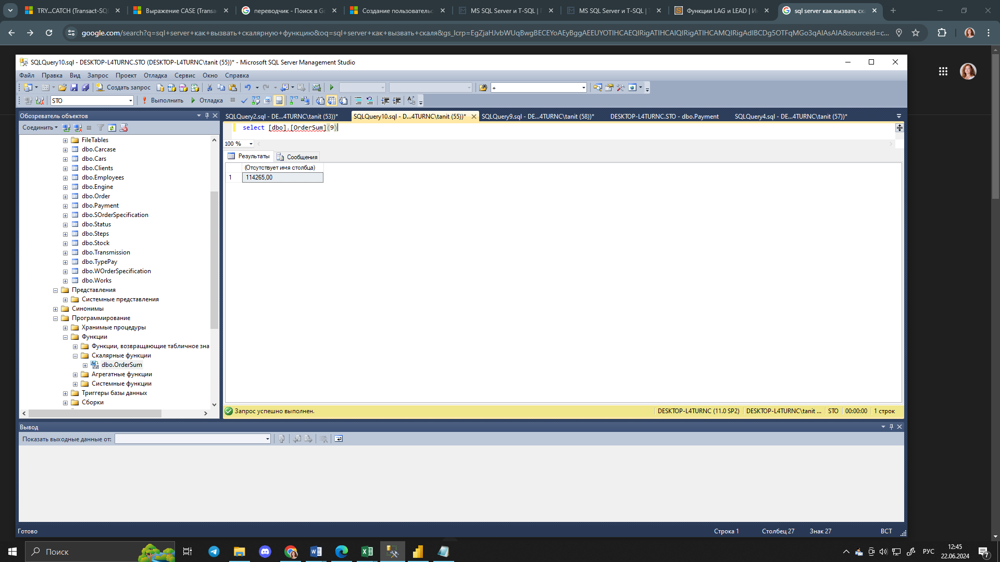 TRY...CATCH (Transact-SQL
Выражение CASE (Transa
переводчик - Поиск в Go
Создание пользовательс
MS SQL Server и T-SQL |
MS SQL Server и T-SQL |
Функции LAG и LEAD | И
sql server как вызвать ска
google.com/search?q=sql+server+как+вызвать+скалярную+функцию&oq=sql+server+как+вызвать+скаля&gs_lcrp=EgZjaHJvbWUqBwgBECEYoAEyBggAEEUYOTIHCAEQIRigATIHCAIQIRigATIHCAMQIRigAdIBCDg5OTFqMGo3qAIAsAIA&sourceid=c...
SQLQuery10.sql - DESKTOP-L4TURNC.STO (DESKTOP-L4TURNC\tanit (55))* - Microsoft SQL Server Management Studio
Файл Правка Вид Запрос Проект Отладка Сервис Окно Справка
Создать запрос
+
STO
Выполнить
Отладка
Обозреватель объектов
SQLQuery2.sql - DE...4TURNC\tanit (53))*
SQLQuery10.sql - D...4TURNC\tanit (55))*
SQLQuery9.sql - DE...4TURNC\tanit (58))*
DESKTOP-L4TURNC.STO - dbo.Payment
SQLQuery4.sql - DE...4TURNC\tanit (57))*
Соединить
select [dbo].[OrderSum](9)
100 %
Результаты
Сообщения
(Отсутствует имя столбца)
1 114265,00
FileTables
dbo.Carcase
dbo.Cars
dbo.Clients
dbo.Employees
dbo.Engine
dbo.Order
dbo.Payment
dbo.SOrderSpecification
dbo.Status
dbo.Steps
dbo.Stock
dbo.Transmission
dbo.TypePay
dbo.WOrderSpecification
dbo.Works
Представления
Системные представления
Синонимы
Программирование
Хранимые процедуры
Функции
Функции, возвращающие табличное зна
Скалярные функции
dbo.OrderSum
Агрегатные функции
Системные функции
Триггеры базы данных
Сборки
Запрос успешно выполнен.
DESKTOP-L4TURNC (11.0 SP2)
DESKTOP-L4TURNC\tanit ...
STO
00:00:00
1 строк
Вывод
Показать выходные данные от:
Готово
Строка 1
Столбец 27
Знак 27
ВСТ
Поиск
РУС
12:45
22.06.2024
7